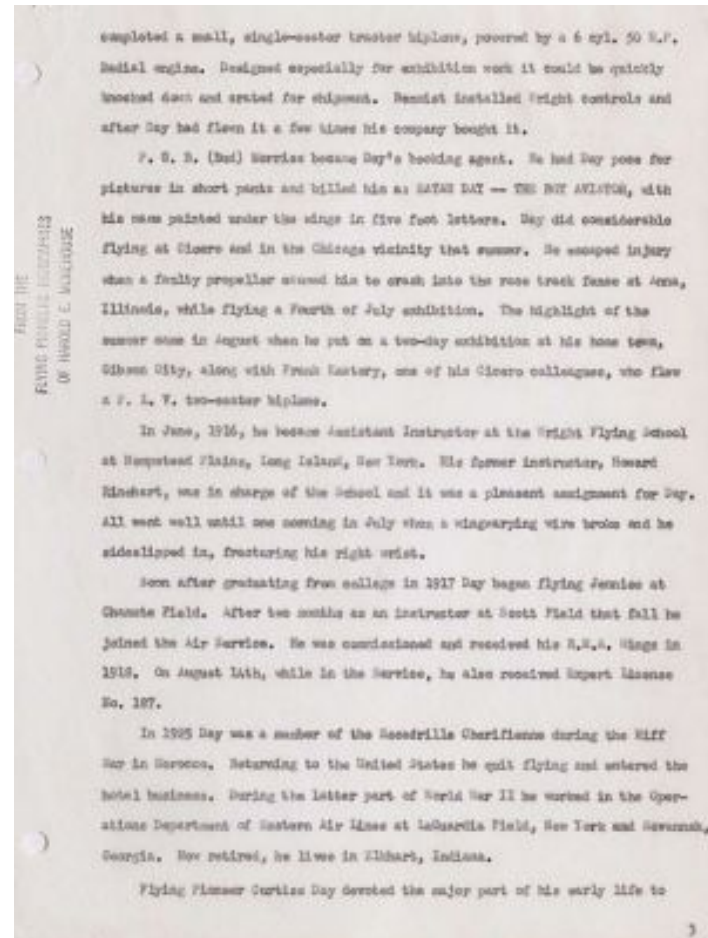 completed a small, single-seater tractor biplane, powered by a 6 cyl. 50 H.P.
Radial engine. Designed especially for exhibition work it could be quickly
knocked down and crated for shipment. Bennist installed Wright controls and
after Day had flown it a few times his company bought it.
P. G. B. (Bud) Morriss became Day's booking agent. He had Day pose for
pictures in short pants and billed him as SATAN DAY -- THE BOY AVIATOR, with
his name painted under the wings in five foot letters. Day did considerable
flying at Cicero and in the Chicago vicinity that summer. He escaped injury
when a faulty propeller caused him to crash into the race track fence at Anna,
Illinois, while flying a Fourth of July exhibition. The highlight of the
summer came in August when he put on a two-day exhibition at his home town,
Gibson City, along with Frank Kastory, one of his Cicero colleagues, who flew
a P. L. V. two-seater biplane.
In June, 1916, he became Assistant Instructor at the Wright Flying School
at Hempstead Plains, Long Island, New York. His former instructor, Howard
Rinehart, was in charge of the School and it was a pleasant assignment for Day.
All went well until one morning in July when a wingwarping wire broke and he
sideslipped in, fracturing his right wrist.
Soon after graduating from college in 1917 Day began flying Jennies at
Chanute Field. After two months as an instructor at Scott Field that fall he
joined the Air Service. He was commissioned and received his R.M.A. Wings in
1918. On August 14th, while in the Service, he also received Expert License
No. 187.
In 1925 Day was a member of the Escadrille Cherifienne during the Riff
War in Morocco. Returning to the United States he quit flying and entered the
hotel business. During the latter part of World War II he worked in the Oper-
ations Department of Eastern Air Lines at LaGuardia Field, New York and Savannah,
Georgia. Now retired, he lives in Elkhart, Indiana.
Flying Pioneer Curtiss Day devoted the major part of his early life to
3
FROM THE
FLYING PIONEERS BIOGRAPHIES
OF HAROLD E. MOREHOUSE